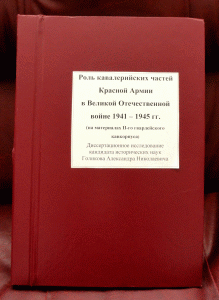 Роль кавалерийских частей
Красной Армии
в Великой Отечественной
войне 1941 – 1945 гг.
(на материалах II-го гвардейского
кавкорпуса)
Диссертационное исследование
кандидата исторических наук
Голикова Александра Николаевича